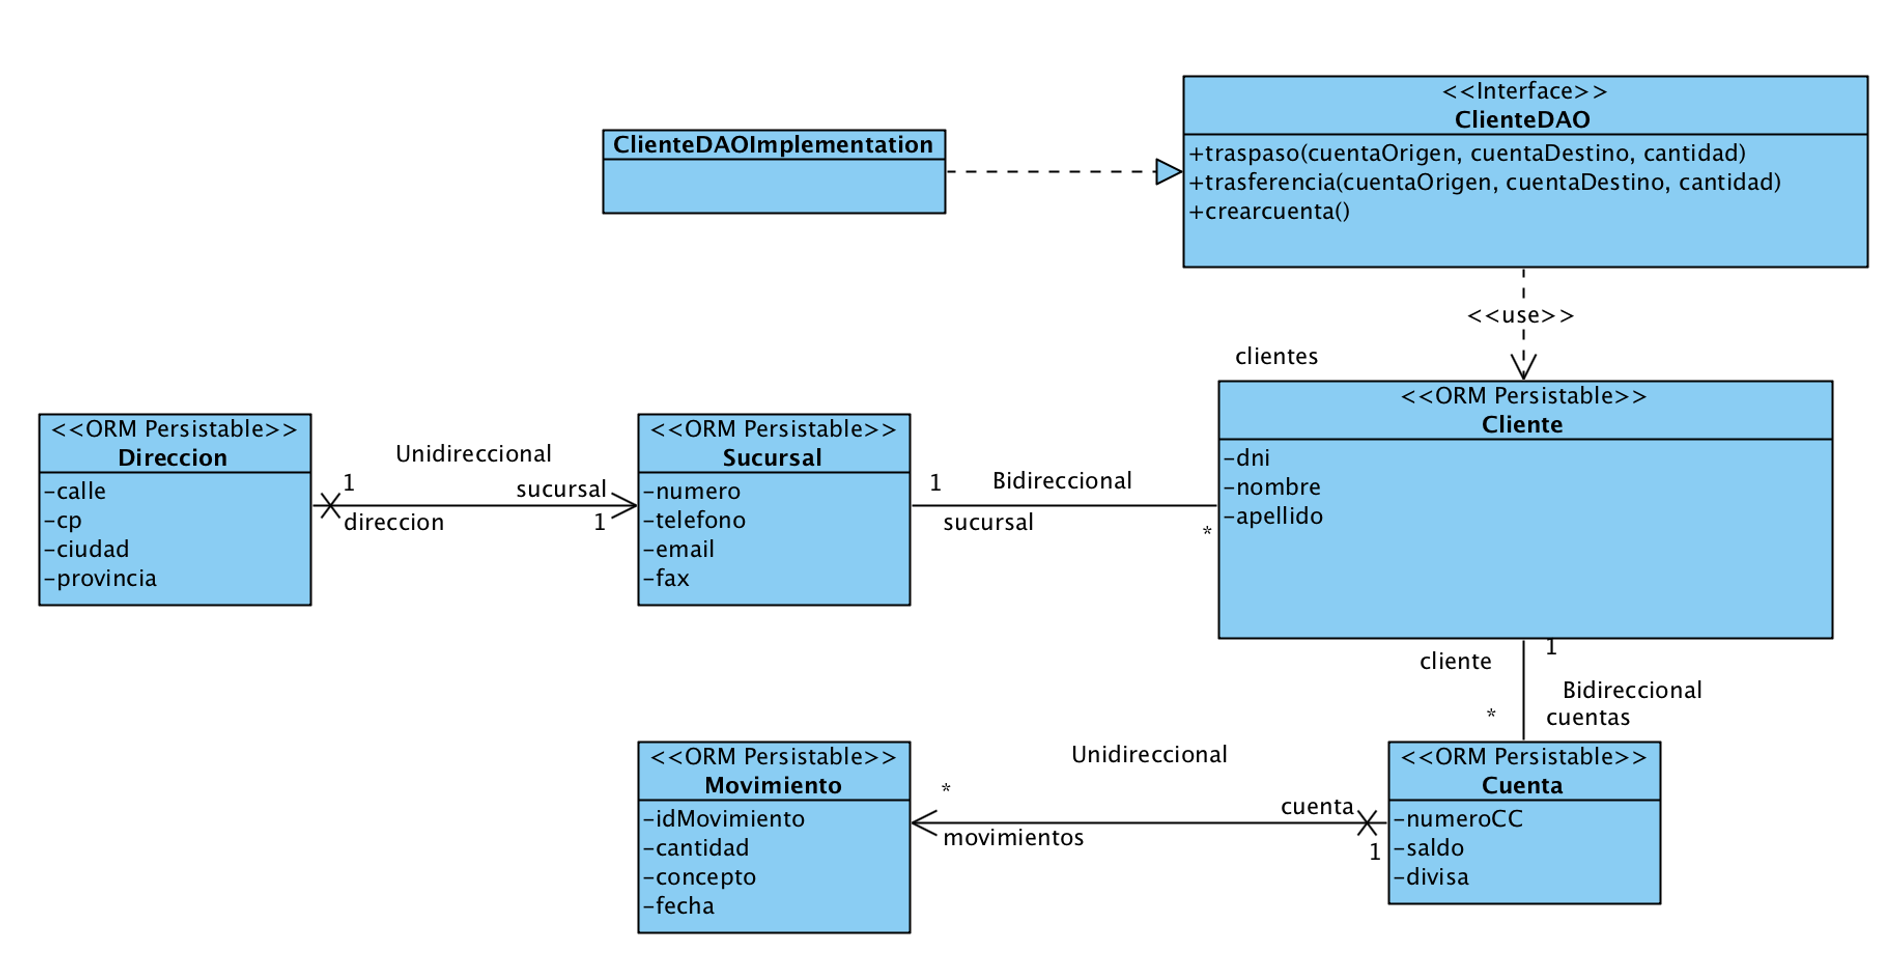 <<Interface>>
ClienteDAO
+traspaso(cuentaOrigen, cuentaDestino, cantidad)
+trasferencia(cuentaOrigen, cuentaDestino, cantidad)
+crearcuenta()
ClienteDAOImplementation
<<use>>
clientes
<<ORM Persistable>>
Direccion
-calle
-cp
-ciudad
-provincia
Unidireccional
1
sucursal
direccion
1
<<ORM Persistable>>
Sucursal
-numero
-telefono
-email
-fax
1
Bidireccional
sucursal
*
<<ORM Persistable>>
Cliente
-dni
-nombre
-apellido
cliente
1
Bidireccional
*
cuentas
<<ORM Persistable>>
Movimiento
-idMovimiento
-cantidad
-concepto
-fecha
Unidireccional
*
cuenta
movimientos
1
<<ORM Persistable>>
Cuenta
-numeroCC
-saldo
-divisa